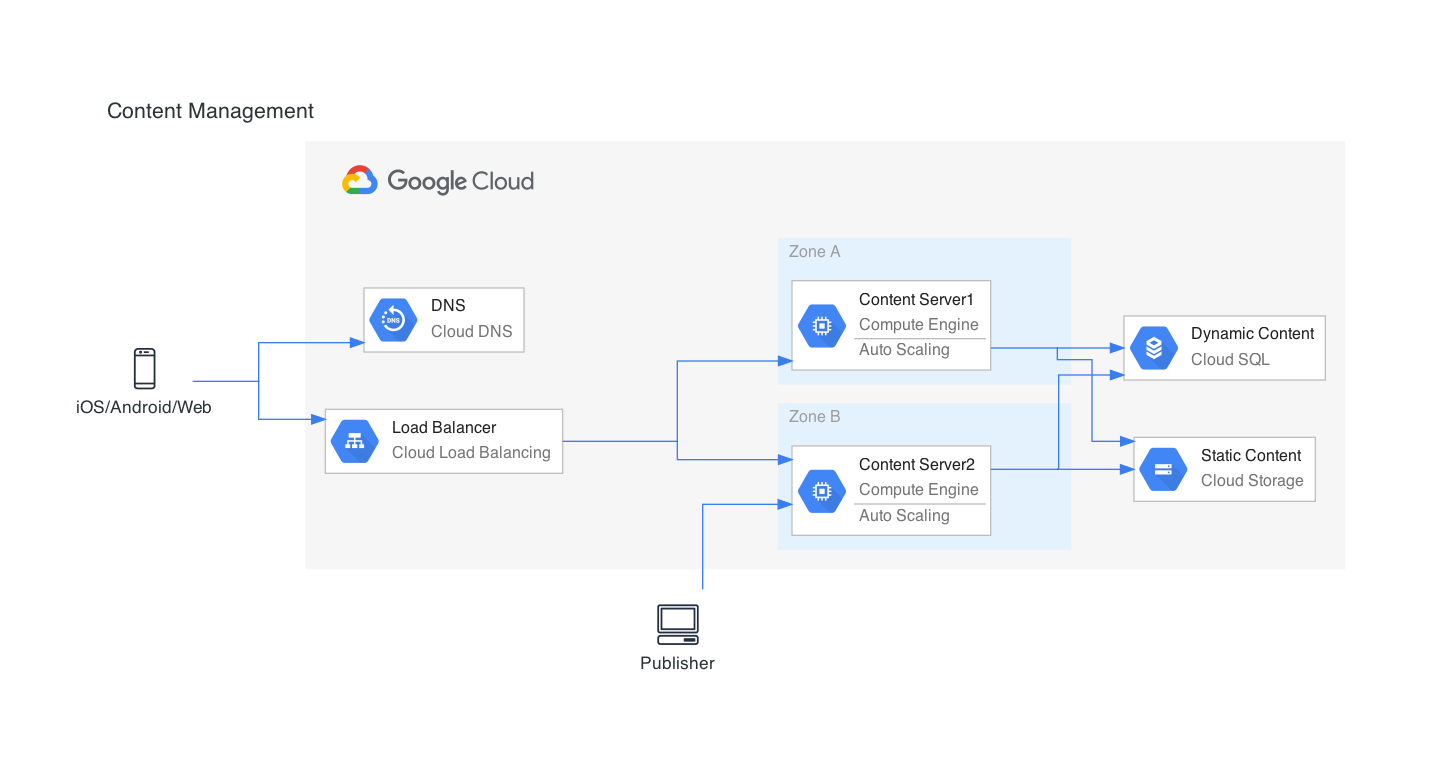 Content Management
Google Cloud
Zone A
DNS
Cloud DNS
Content Server1
Compute Engine
Auto Scaling
Dynamic Content
Cloud SQL
iOS/Android/Web
Load Balancer
Cloud Load Balancing
Zone B
Content Server2
Compute Engine
Auto Scaling
Static Content
Cloud Storage
Publisher
DNS